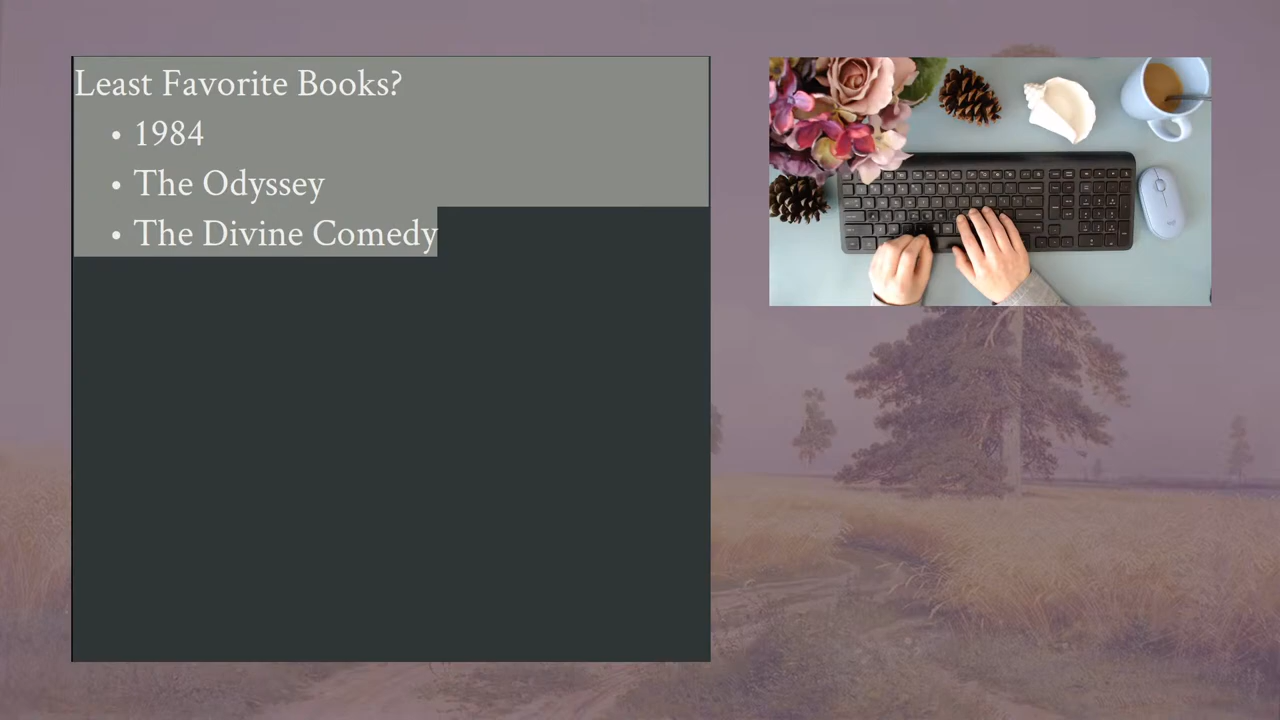 Least Favorite Books?
• 1984
• The Odyssey
• The Divine Comedy